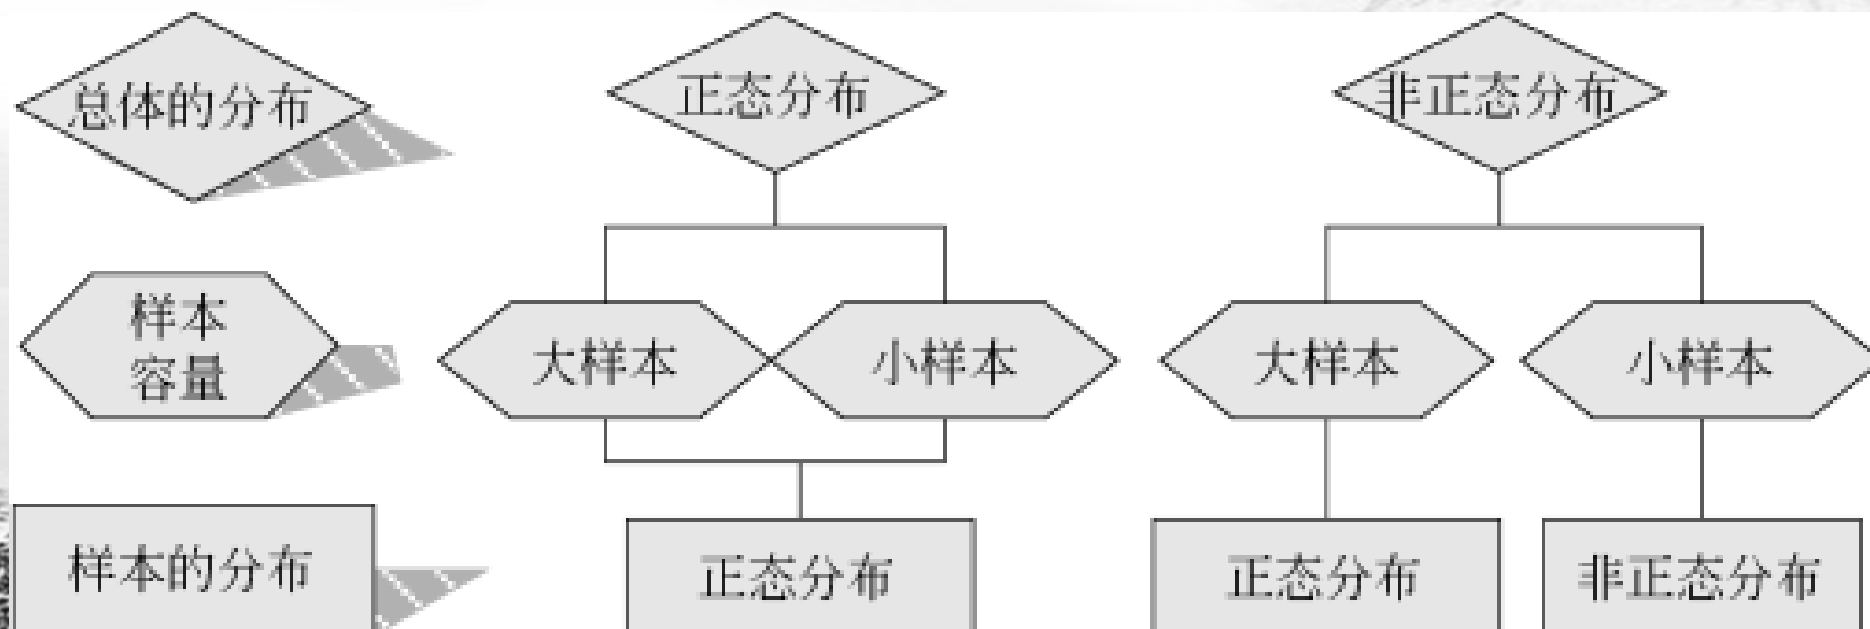 总体的分布
正态分布
非正态分布
样本
容量
大样本
小样本
大样本
小样本
样本的分布
正态分布
正态分布
非正态分布